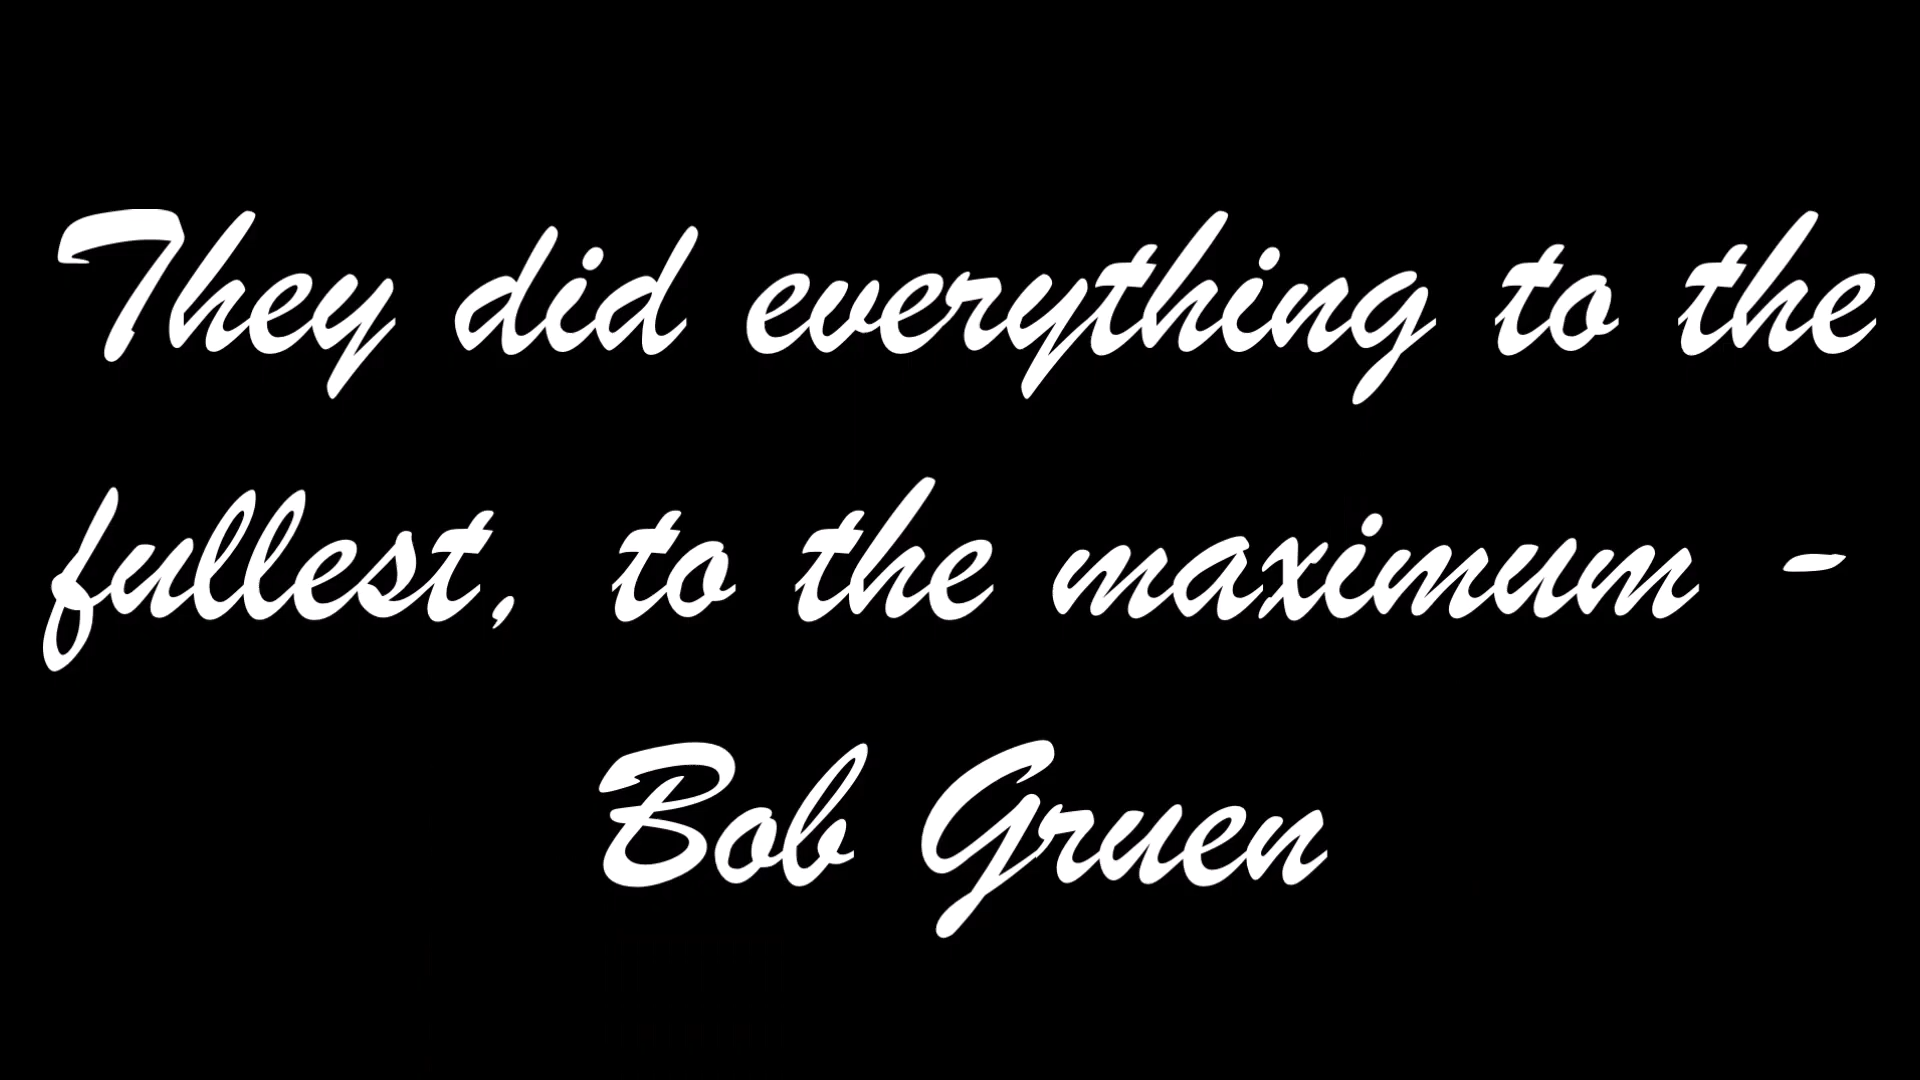 They did everything to the
fullest, to the maximum -
Bob Gruen